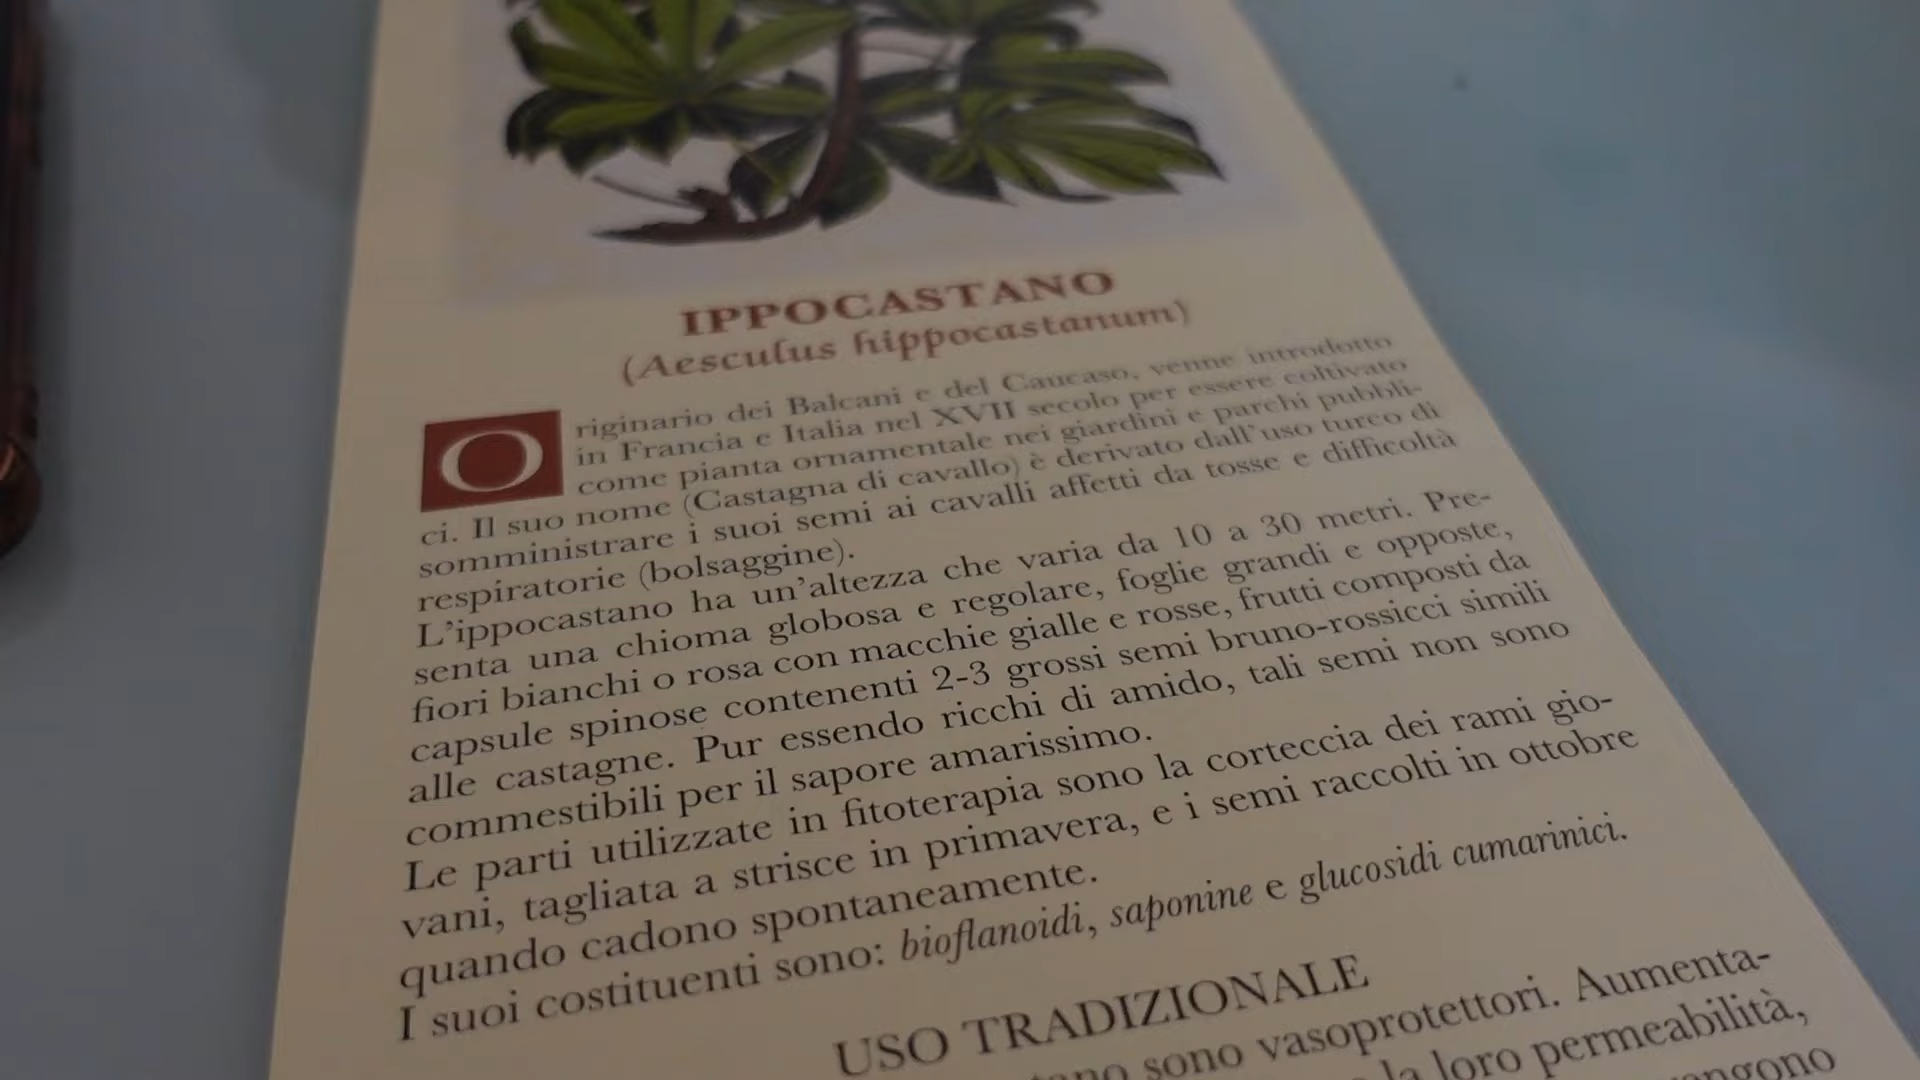 IPPOCASTANO
(Aesculus hippocastanum)
Originario dei Balcani e del Caucaso, venne introdotto
in Francia e Italia nel XVII secolo per essere coltivato
come pianta ornamentale nei giardini e parchi pubbli-
ci. Il suo nome (Castagna di cavallo) è derivato dall'uso turco di
somministrare i suoi semi ai cavalli affetti da tosse e difficoltà
respiratorie (bolsaggine).
L'ippocastano ha un'altezza che varia da 10 a 30 metri. Pre-
senta una chioma globosa e regolare, foglie grandi e opposte,
fiori bianchi o rosa con macchie gialle e rosse, frutti composti da
capsule spinose contenenti 2-3 grossi semi bruno-rossicci simili
alle castagne. Pur essendo ricchi di amido, tali semi non sono
commestibili per il sapore amarissimo.
Le parti utilizzate in fitoterapia sono la corteccia dei rami gio-
vani, tagliata a strisce in primavera, e i semi raccolti in ottobre
quando cadono spontaneamente.
I suoi costituenti sono: bioflanoidi, saponine e glucosidi cumarinici.
USO TRADIZIONALE
sono vasoprotettori. Aumenta-
la loro permeabilità,